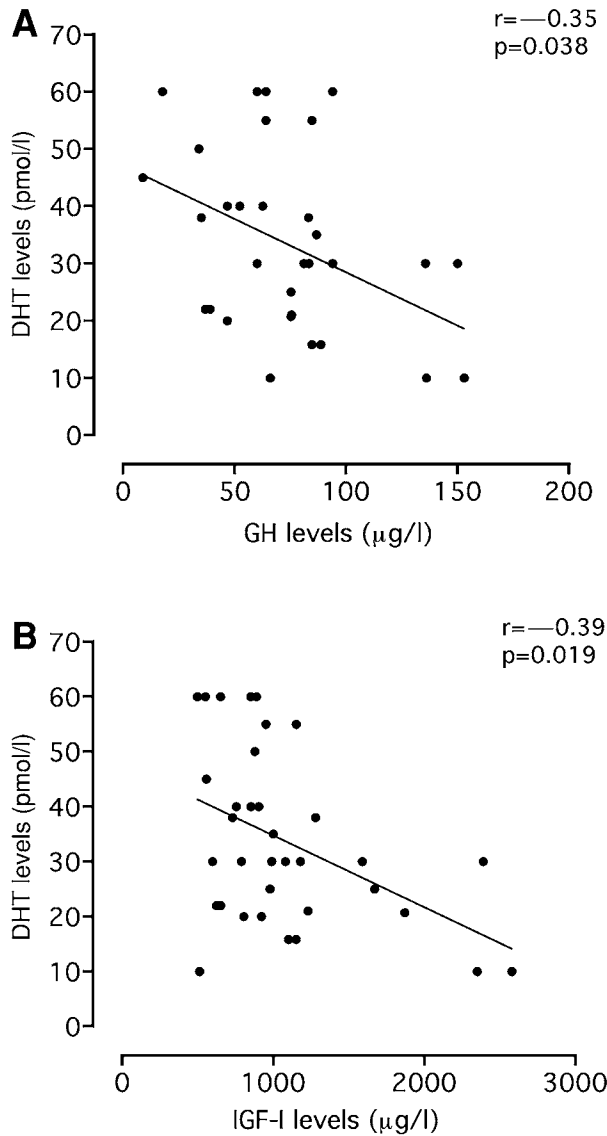 A
r=—0.35
p=0.038
70
60
50
40
30
20
10
0
DHT levels (pmol/l)
0 50 100 150 200
GH levels (μg/l)
B
r=—0.39
p=0.019
70
60
50
40
30
20
10
0
DHT levels (pmol/l)
0 1000 2000 3000
IGF-I levels (μg/l)